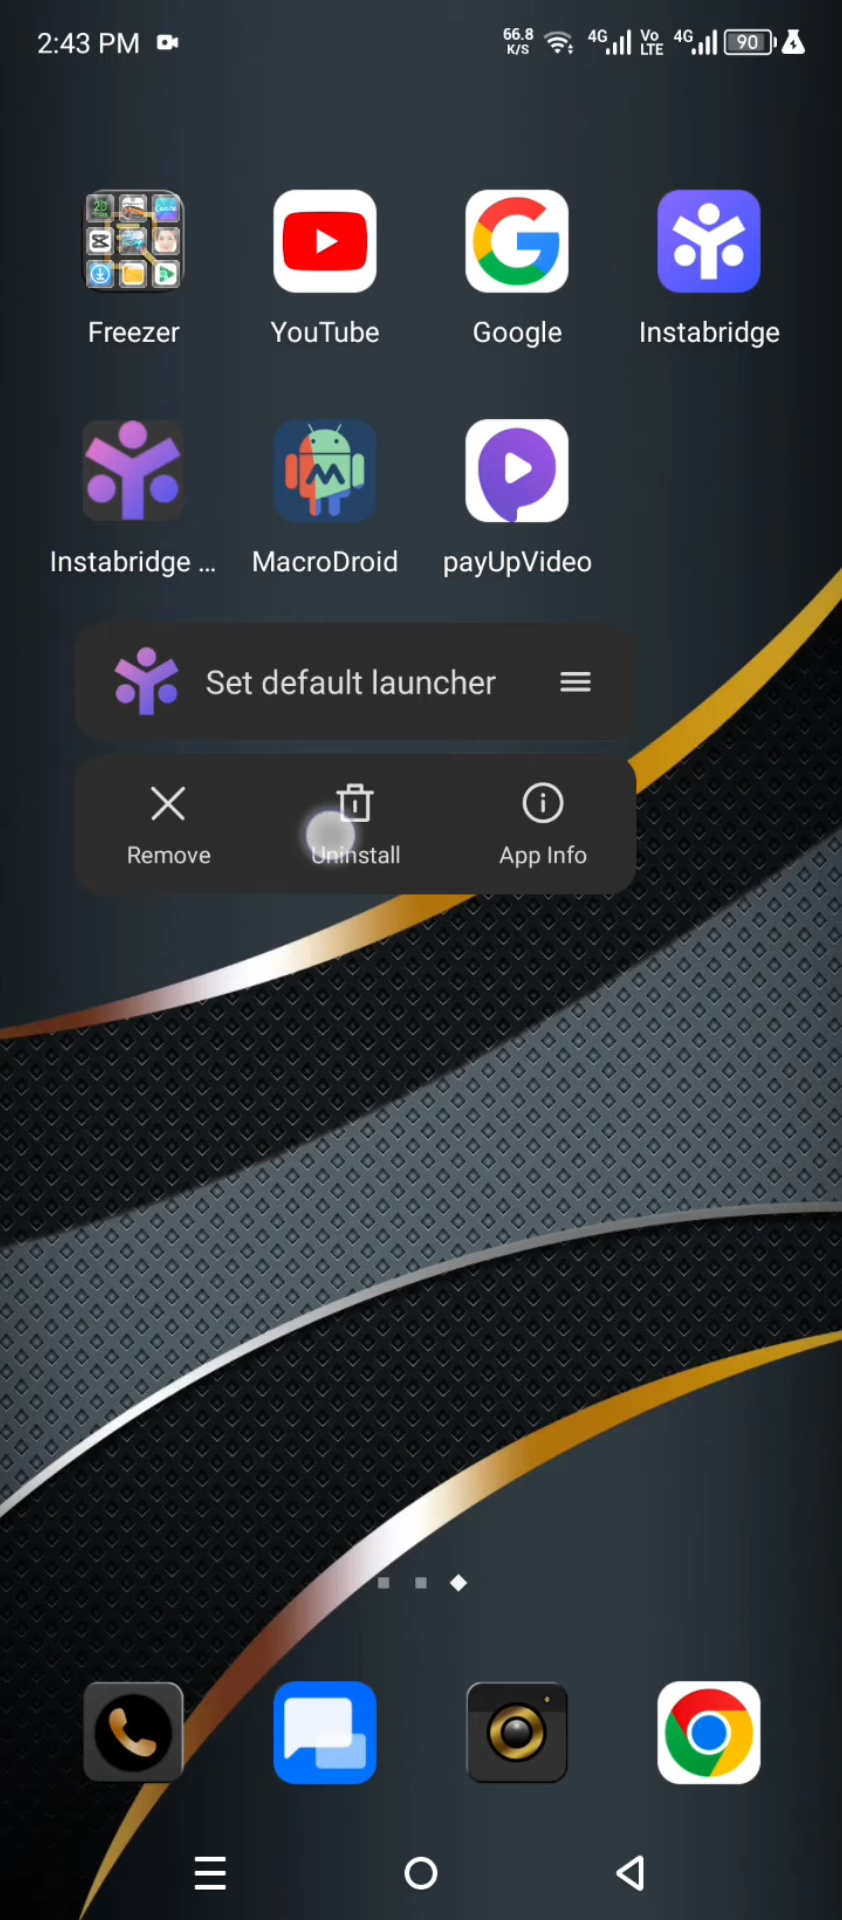 2:43 PM
66.8
K/S
4G
Vo
LTE
4G
90
Freezer
YouTube
Google
Instabridge
Instabridge ...
MacroDroid
payUpVideo
Set default launcher
Remove
Uninstall
App Info